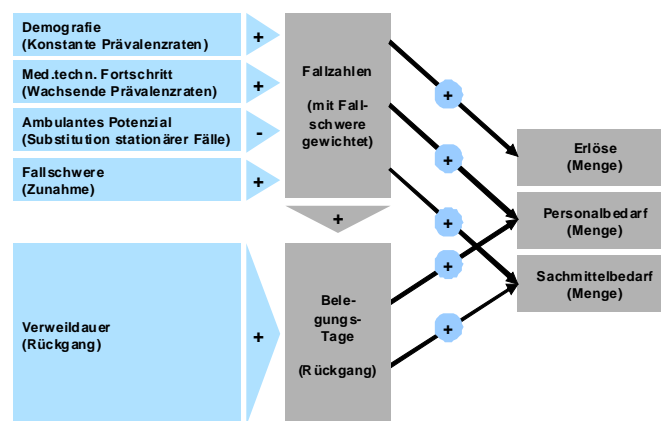 Demografie
(Konstante Prävalenzraten)
+
Med.techn. Fortschritt
(Wachsende Prävalenzraten)
+
Ambulantes Potenzial
(Substitution stationärer Fälle)
-
Fallschwere
(Zunahme)
+
Fallzahlen
(mit Fall-
schwere
gewichtet)
+
Verweildauer
(Rückgang)
+
Bele-
gungs-
Tage
(Rückgang)
+
+
+
+
+
Erlöse
(Menge)
Personalbedarf
(Menge)
Sachmittelbedarf
(Menge)